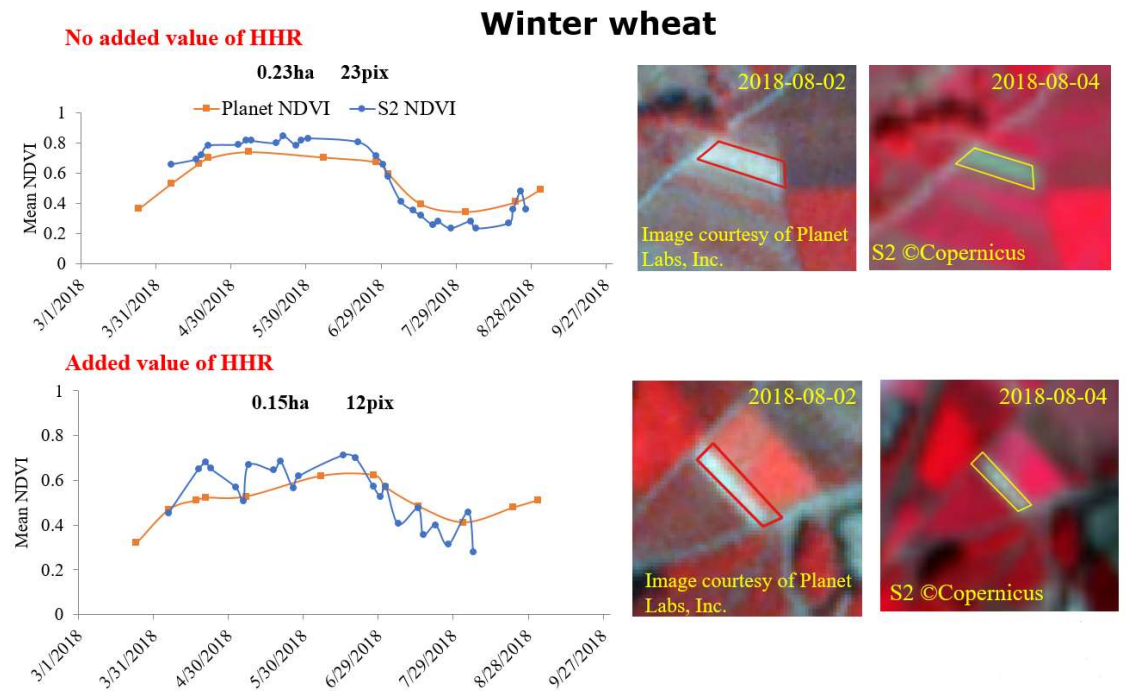 Winter wheat
No added value of HHR
0.23ha 23pix
Planet NDVI S2 NDVI
Mean NDVI
1
0.8
0.6
0.4
0.2
0
3/1/2018
3/31/2018
4/30/2018
5/30/2018
6/29/2018
7/29/2018
8/28/2018
9/27/2018
2018-08-02
Image courtesy of Planet
Labs, Inc.
2018-08-04
S2 ©Copernicus
Added value of HHR
0.15ha 12pix
Mean NDVI
1
0.8
0.6
0.4
0.2
0
3/1/2018
3/31/2018
4/30/2018
5/30/2018
6/29/2018
7/29/2018
8/28/2018
9/27/2018
2018-08-02
Image courtesy of Planet
Labs, Inc.
2018-08-04
S2 ©Copernicus